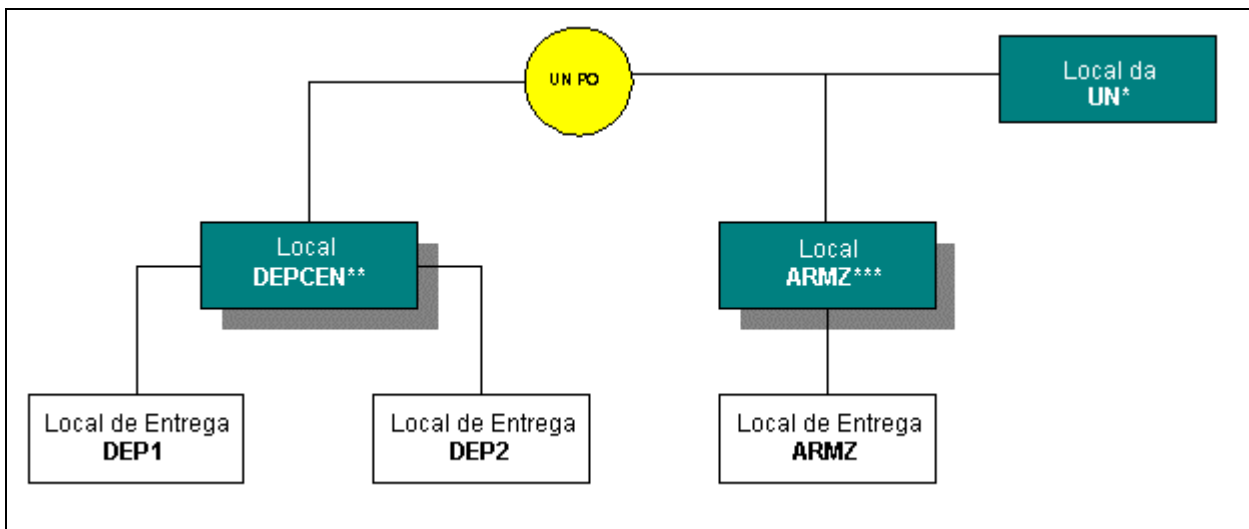 UN PO
Local da
UN*
Local
DEPCEN**
Local
ARMZ***
Local de Entrega
DEP1
Local de Entrega
DEP2
Local de Entrega
ARMZ